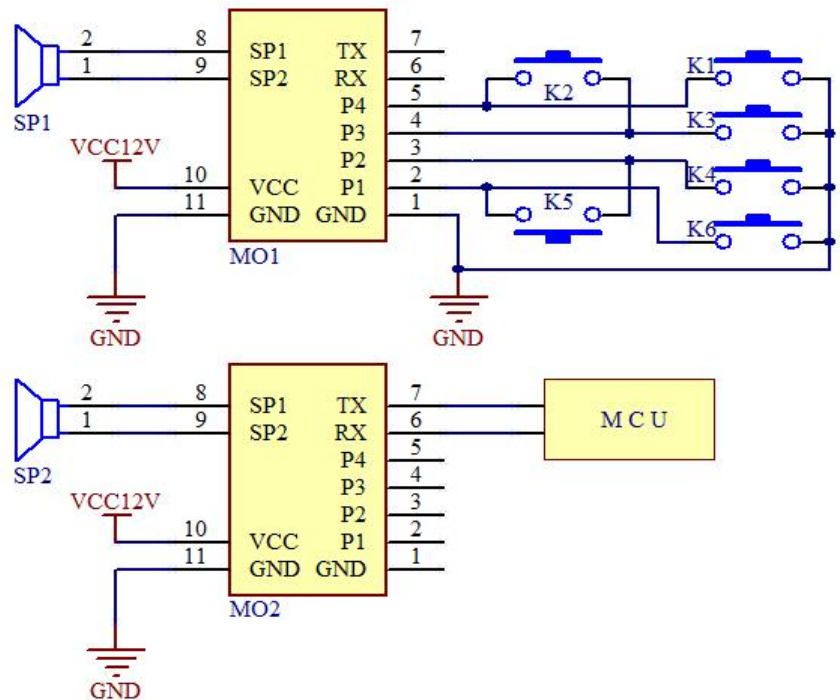 2 8 SP1 TX 7
1 9 SP2 RX 6
P4 5
P3 4
P2 3
10 VCC P1 2
11 GND GND 1
SP1
VCC12V
MO1
GND
GND
K1
K2
K3
K4
K5
K6
2 8 SP1 TX 7
1 9 SP2 RX 6
P4 5
P3 4
P2 3
10 VCC P1 2
11 GND GND 1
SP2
VCC12V
MO2
GND
M C U